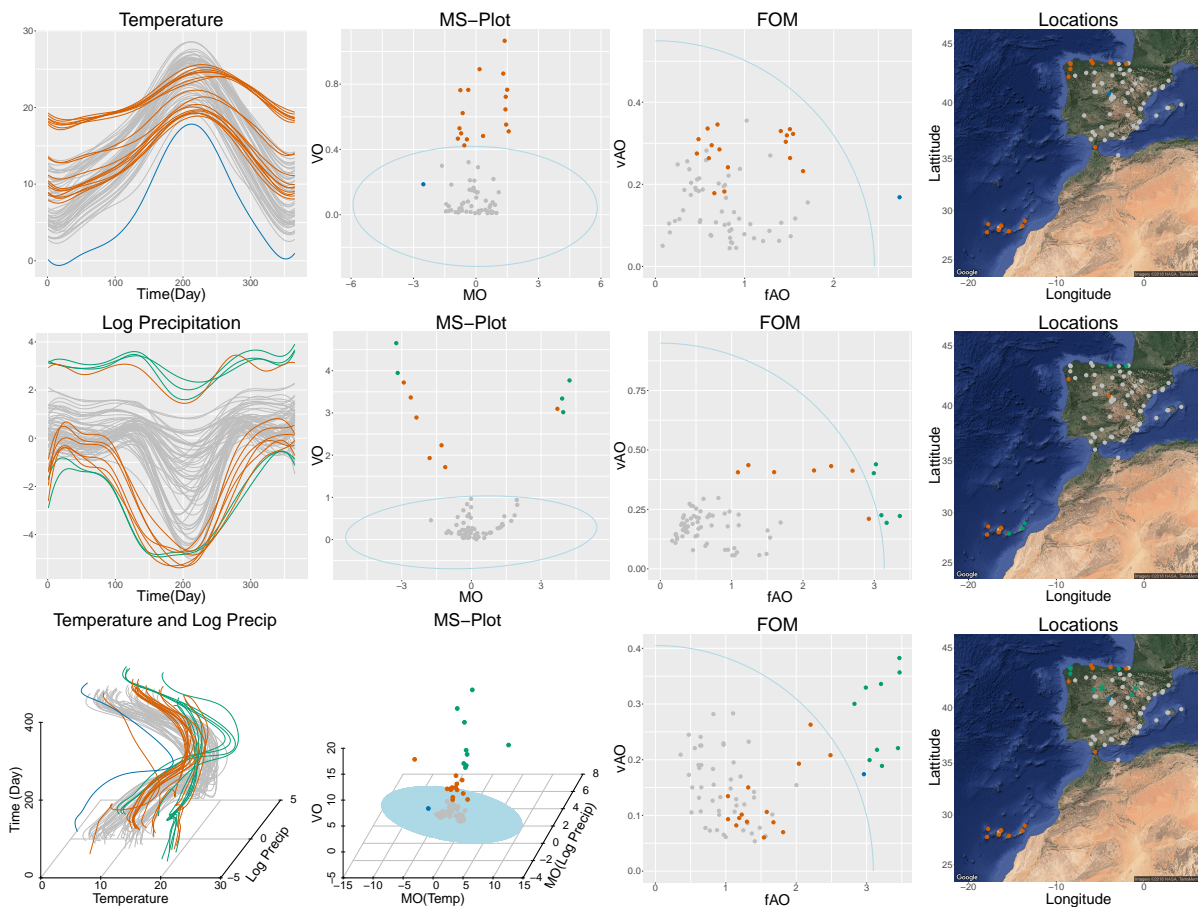 Temperature
MS−Plot
FOM
Locations
30
20
10
0
0
100
200
300
Time(Day)
VO
0.8
0.4
0.0
−6
−3
0
3
6
MO
vAO
0.4
0.2
0.0
0
1
2
fAO
Lattitude
45
40
35
30
25
Google
−20
−10
0
Longitude
Log Precipitation
MS−Plot
FOM
Locations
4
2
0
−2
−4
0
100
200
300
Time(Day)
VO
5
4
3
2
1
0
−3
0
3
MO
vAO
0.75
0.50
0.25
0.00
0
1
2
3
fAO
Lattitude
45
40
35
30
25
Google
−20
−10
0
Longitude
Temperature and Log Precip
MS−Plot
FOM
Locations
Time (Day)
400
200
0
0
10
20
30
Temperature
−5
0
5
Log Precip
VO
20
15
10
5
0
−5
−15
−10
−5
0
5
10
15
MO(Temp)
−4
−2
0
2
4
6
8
MO(Log Precip)
vAO
0.4
0.3
0.2
0.1
0.0
0
1
2
3
fAO
Lattitude
45
40
35
30
25
Google
−20
−10
0
Longitude